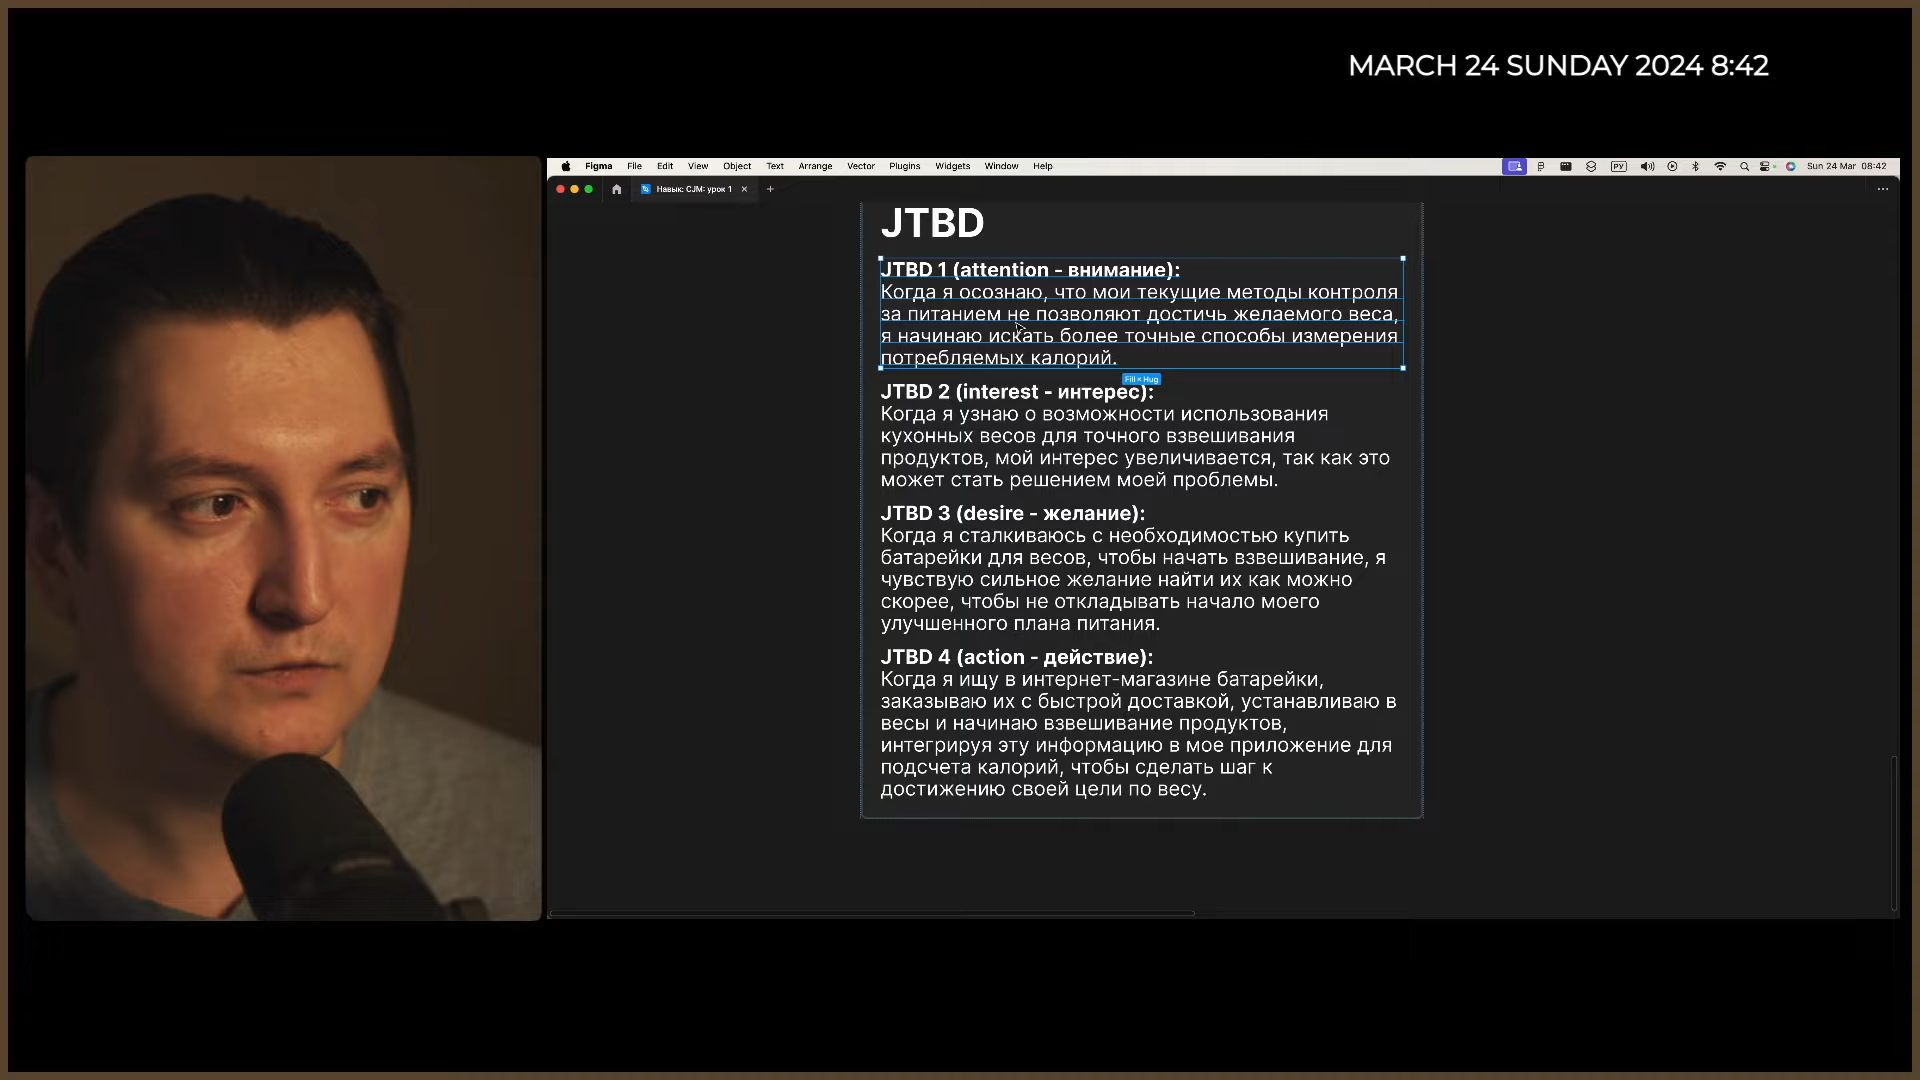 MARCH 24 SUNDAY 2024 8:42
Figma File Edit View Object Text Arrange Vector Plugins Widgets Window Help
РУ
Sun 24 Mar 08:42
Навык: CJM: урок 1
JTBD
JTBD 1 (attention - внимание):
Когда я осознаю, что мои текущие методы контроля
за питанием не позволяют достичь желаемого веса,
я начинаю искать более точные способы измерения
потребляемых калорий.
Fill × Hug
JTBD 2 (interest - интерес):
Когда я узнаю о возможности использования
кухонных весов для точного взвешивания
продуктов, мой интерес увеличивается, так как это
может стать решением моей проблемы.
JTBD 3 (desire - желание):
Когда я сталкиваюсь с необходимостью купить
батарейки для весов, чтобы начать взвешивание, я
чувствую сильное желание найти их как можно
скорее, чтобы не откладывать начало моего
улучшенного плана питания.
JTBD 4 (action - действие):
Когда я ищу в интернет-магазине батарейки,
заказываю их с быстрой доставкой, устанавливаю в
весы и начинаю взвешивание продуктов,
интегрируя эту информацию в мое приложение для
подсчета калорий, чтобы сделать шаг к
достижению своей цели по весу.